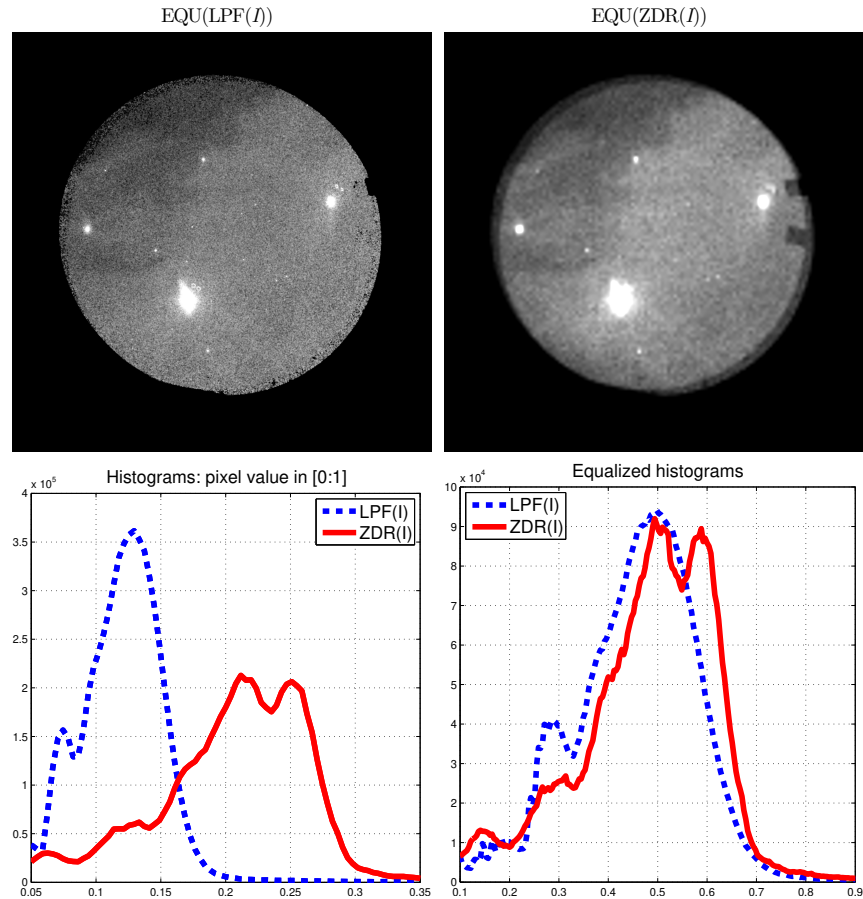 EQU(LPF(I)) EQU(ZDR(I))
Histograms: pixel value in [0:1]
x 10^5
4
3.5
3
2.5
2
1.5
1
0.5
0
0.05 0.1 0.15 0.2 0.25 0.3 0.35
LPF(I)
ZDR(I)
Equalized histograms
x 10^4
10
9
8
7
6
5
4
3
2
1
0
0.1 0.2 0.3 0.4 0.5 0.6 0.7 0.8 0.9
LPF(I)
ZDR(I)